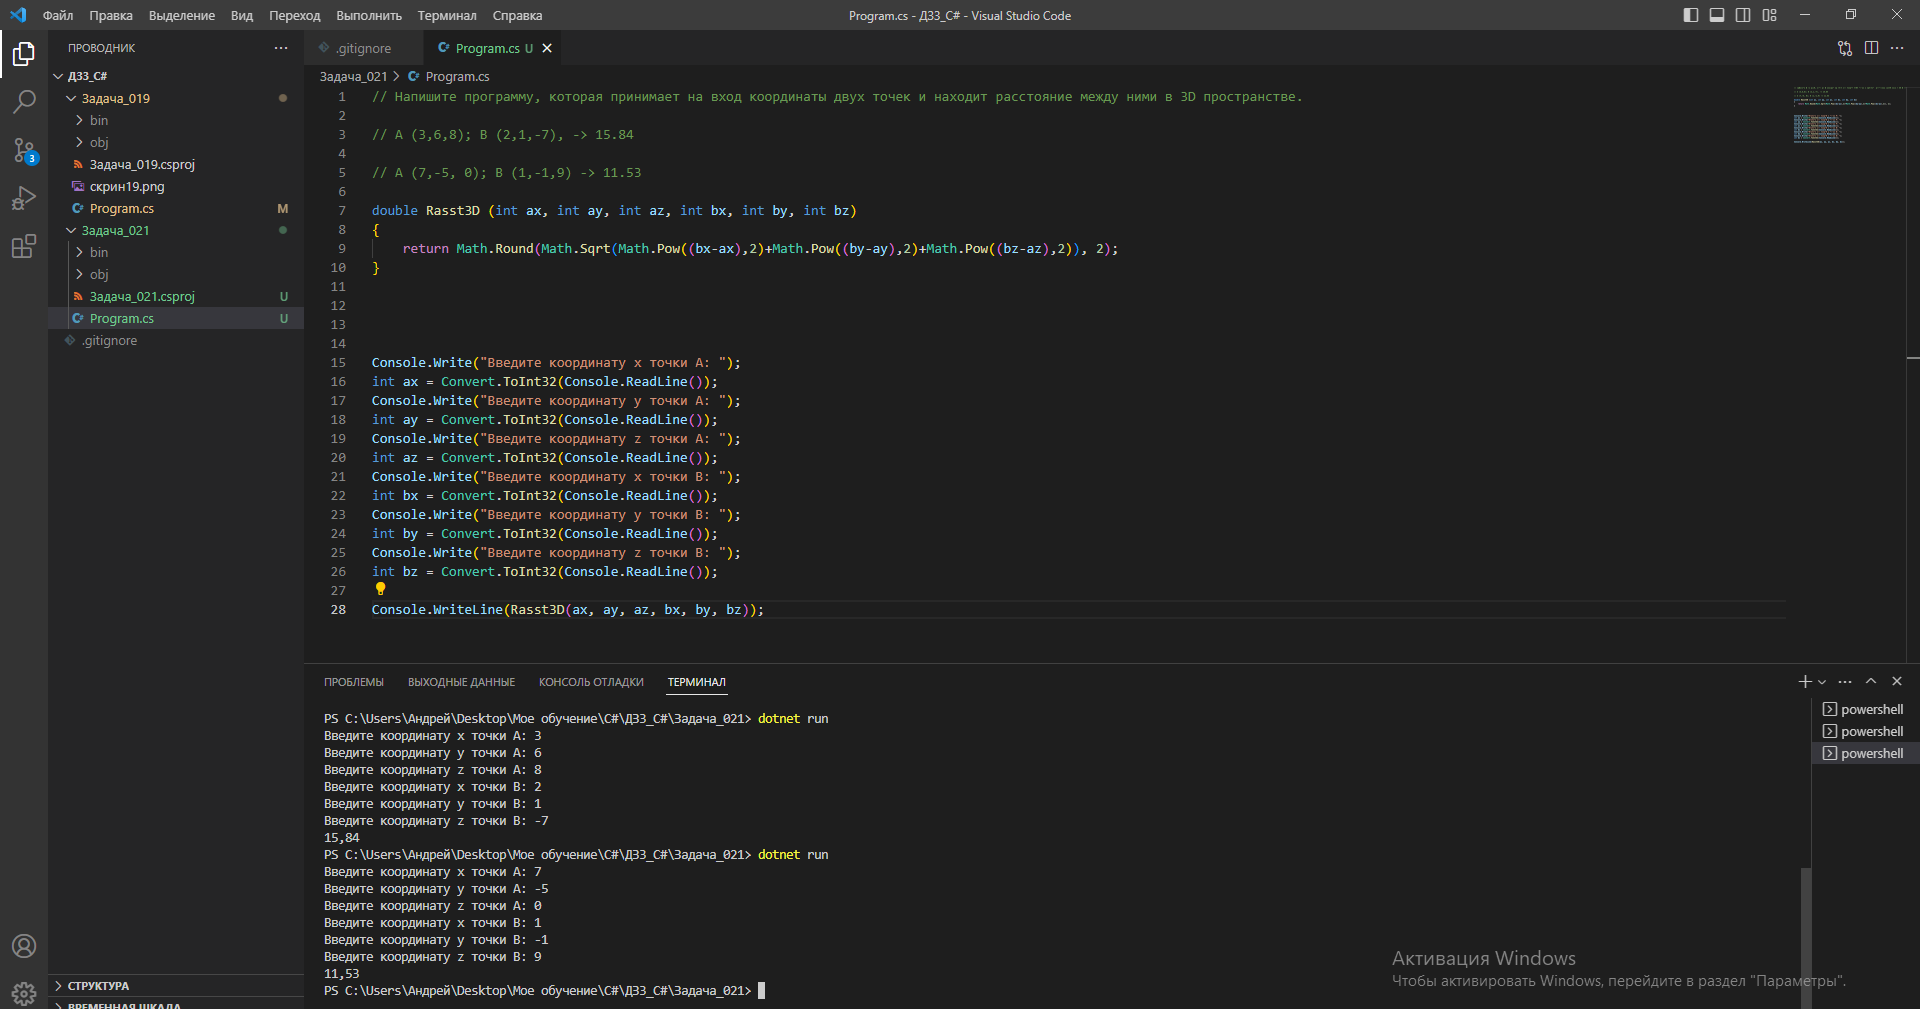 Файл Правка Выделение Вид Переход Выполнить Терминал Справка
Program.cs - ДЗ3_C# - Visual Studio Code
ПРОВОДНИК
ДЗ3_C#
Задача_019
bin
obj
Задача_019.csproj
скрин19.png
Program.cs M
Задача_021
bin
obj
Задача_021.csproj U
Program.cs U
.gitignore
СТРУКТУРА
ВРЕМЕННАЯ ШКАЛА
3
.gitignore
Program.cs U
Задача_021 > Program.cs
1 // Напишите программу, которая принимает на вход координаты двух точек и находит расстояние между ними в 3D пространстве.
2
3 // A (3,6,8); B (2,1,-7), -> 15.84
4
5 // A (7,-5, 0); B (1,-1,9) -> 11.53
6
7 double Rasst3D (int ax, int ay, int az, int bx, int by, int bz)
8 {
9 return Math.Round(Math.Sqrt(Math.Pow((bx-ax),2)+Math.Pow((by-ay),2)+Math.Pow((bz-az),2)), 2);
10 }
11
12
13
14
15 Console.Write("Введите координату x точки A: ");
16 int ax = Convert.ToInt32(Console.ReadLine());
17 Console.Write("Введите координату y точки A: ");
18 int ay = Convert.ToInt32(Console.ReadLine());
19 Console.Write("Введите координату z точки A: ");
20 int az = Convert.ToInt32(Console.ReadLine());
21 Console.Write("Введите координату x точки B: ");
22 int bx = Convert.ToInt32(Console.ReadLine());
23 Console.Write("Введите координату y точки B: ");
24 int by = Convert.ToInt32(Console.ReadLine());
25 Console.Write("Введите координату z точки B: ");
26 int bz = Convert.ToInt32(Console.ReadLine());
27
28 Console.WriteLine(Rasst3D(ax, ay, az, bx, by, bz));
ПРОБЛЕМЫ ВЫХОДНЫЕ ДАННЫЕ КОНСОЛЬ ОТЛАДКИ ТЕРМИНАЛ
PS C:\Users\Андрей\Desktop\Мое обучение\C#\ДЗ3_C#\Задача_021> dotnet run
Введите координату x точки A: 3
Введите координату y точки A: 6
Введите координату z точки A: 8
Введите координату x точки B: 2
Введите координату y точки B: 1
Введите координату z точки B: -7
15,84
PS C:\Users\Андрей\Desktop\Мое обучение\C#\ДЗ3_C#\Задача_021> dotnet run
Введите координату x точки A: 7
Введите координату y точки A: -5
Введите координату z точки A: 0
Введите координату x точки B: 1
Введите координату y точки B: -1
Введите координату z точки B: 9
11,53
PS C:\Users\Андрей\Desktop\Мое обучение\C#\ДЗ3_C#\Задача_021>
powershell
powershell
powershell
Активация Windows
Чтобы активировать Windows, перейдите в раздел "Параметры".